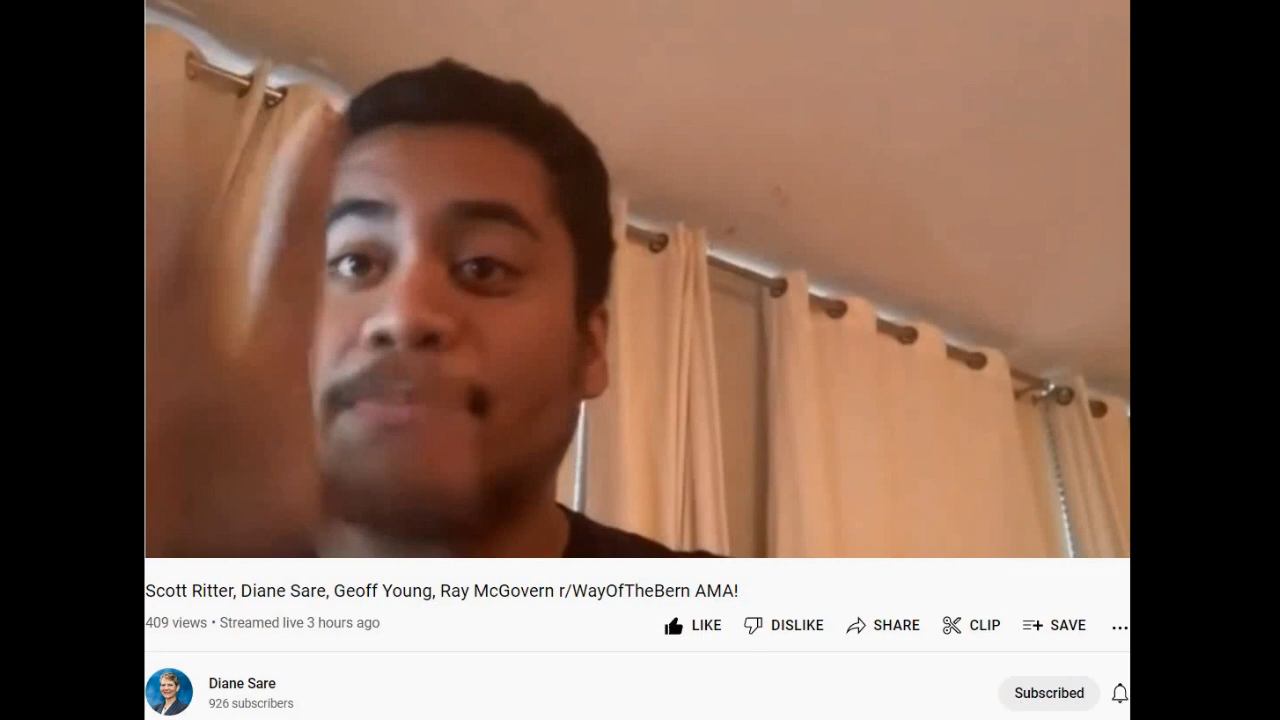 Scott Ritter, Diane Sare, Geoff Young, Ray McGovern r/WayOfTheBern AMA!
409 views • Streamed live 3 hours ago
LIKE DISLIKE SHARE CLIP SAVE ...
Diane Sare
926 subscribers
Subscribed